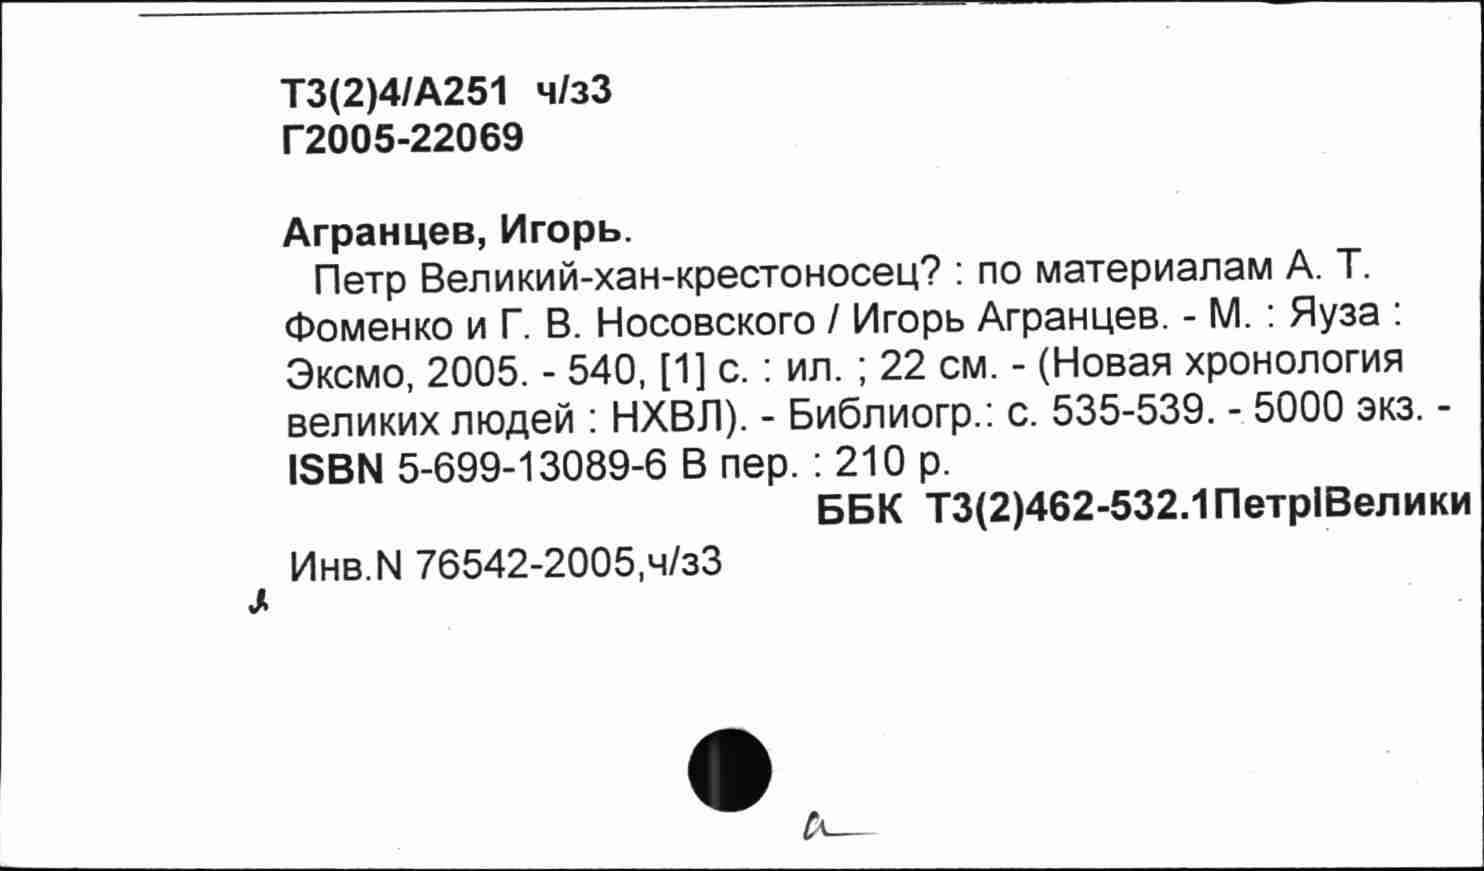 Т3(2)4/А251 ч/з3
Г2005-22069
Агранцев, Игорь.
Петр Великий-хан-крестоносец? : по материалам А. Т.
Фоменко и Г. В. Носовского / Игорь Агранцев. - М. : Яуза :
Эксмо, 2005. - 540, [1] с. : ил. ; 22 см. - (Новая хронология
великих людей : НХВЛ). - Библиогр.: с. 535-539. - 5000 экз. -
ISBN 5-699-13089-6 В пер. : 210 р.
ББК Т3(2)462-532.1ПетрIВелики
Инв.N 76542-2005,ч/з3
а